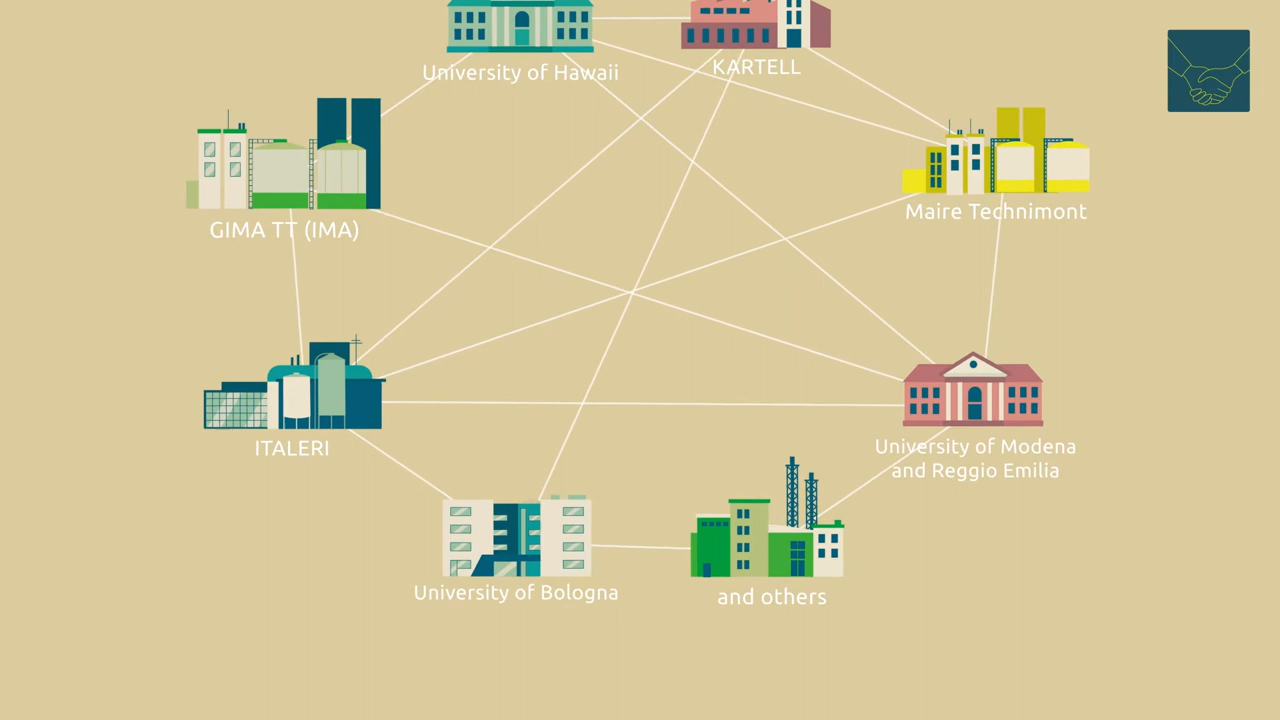 University of Hawaii
KARTELL
Maire Technimont
GIMA TT (IMA)
ITALERI
University of Modena
and Reggio Emilia
University of Bologna
and others